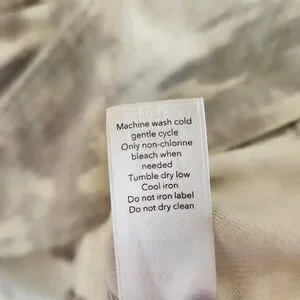 Machine wash cold
gentle cycle
Only non-chlorine
bleach when
needed
Tumble dry low
Cool iron
Do not iron label
Do not dry clean